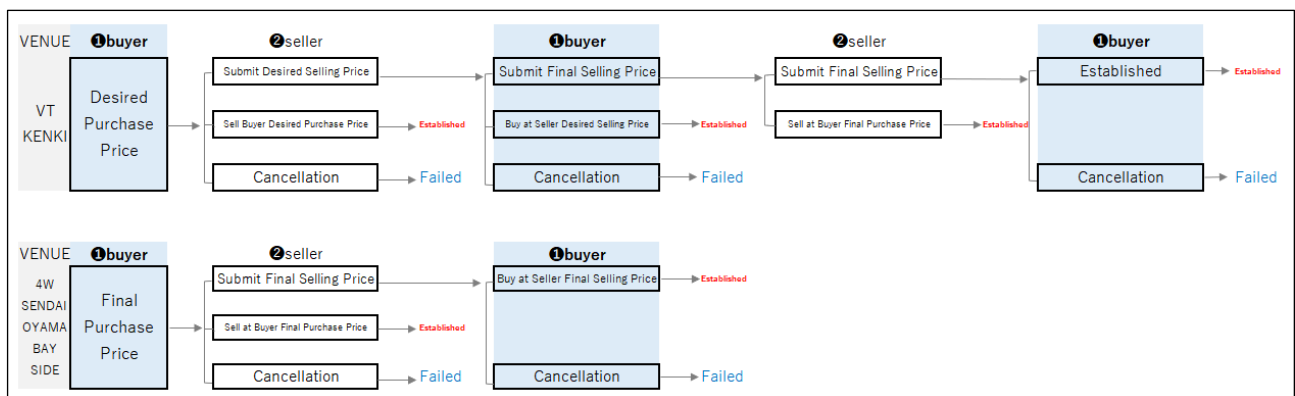 VENUE ❶buyer ❷seller ❶buyer ❷seller ❶buyer
Submit Desired Selling Price Submit Final Selling Price Submit Final Selling Price Established Established
VT
KENKI
Desired
Purchase
Price
Sell Buyer Desired Purchase Price Established Buy at Seller Desired Selling Price Established Sell at Buyer Final Purchase Price Established
Cancellation Failed Cancellation Failed Cancellation Failed
VENUE ❶buyer ❷seller ❶buyer
Submit Final Selling Price Buy at Seller Final Selling Price Established
4W
SENDAI
OYAMA
BAY
SIDE
Final
Purchase
Price
Sell at Buyer Final Purchase Price Established
Cancellation Failed Cancellation Failed